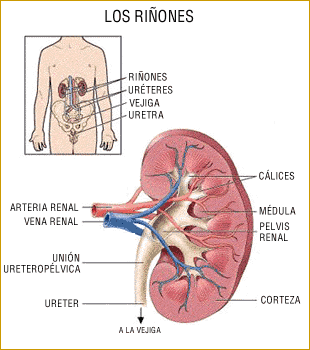 LOS RIÑONES
RIÑONES
URÉTERES
VEJIGA
URETRA
CÁLICES
ARTERIA RENAL
VENA RENAL
MÉDULA
PELVIS
RENAL
UNIÓN
URETEROPÉLVICA
URETER
CORTEZA
A LA VEJIGA